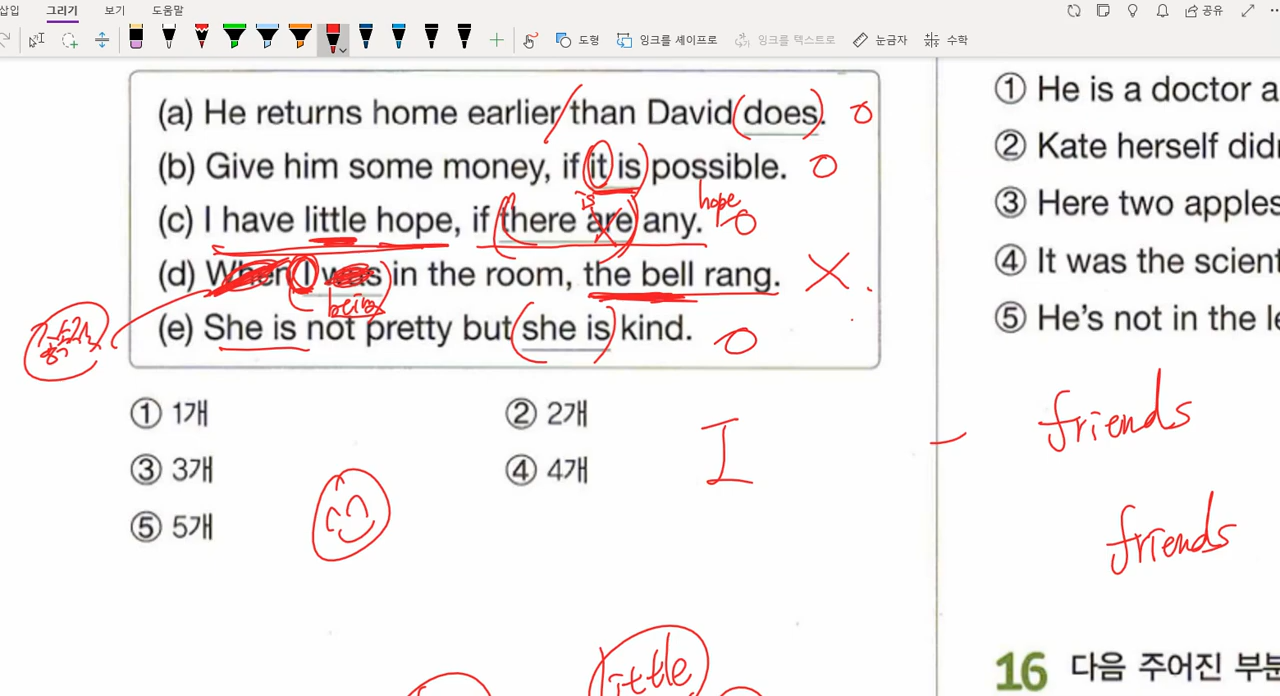 삽입 그리기 보기 도움말 공유
도형 잉크를 셰이프로 잉크를 텍스트로 눈금자 수학
(a) He returns home earlier than David does.
(b) Give him some money, if it is possible.
is hope
(c) I have little hope, if there are any.
(d) When I was in the room, the bell rang.
being
(e) She is not pretty but she is kind.
① 1개
② 2개
③ 3개
④ 4개
⑤ 5개
I
little
① He is a doctor a
② Kate herself did
③ Here two apples
④ It was the scient
⑤ He's not in the le
friends
friends
16 다음 주어진 부분